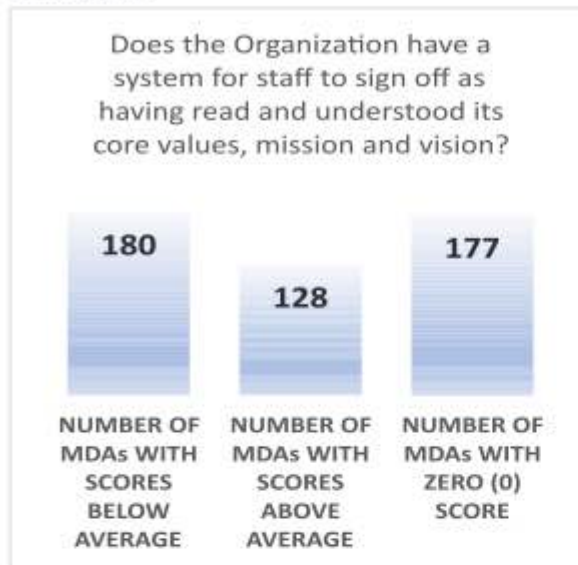 Does the Organization have a
system for staff to sign off as
having read and understood its
core values, mission and vision?
180
128
177
NUMBER OF
MDAs WITH
SCORES
BELOW
AVERAGE
NUMBER OF
MDAs WITH
SCORES
ABOVE
AVERAGE
NUMBER OF
MDAs WITH
ZERO (0)
SCORE